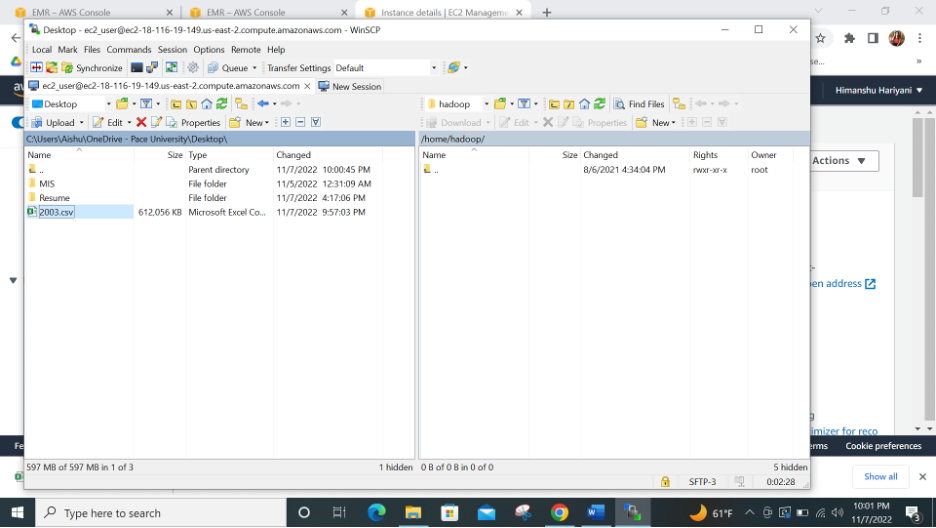 EMR – AWS Console
EMR – AWS Console
Instance details | EC2 Managem
Desktop - ec2_user@ec2-18-116-19-149.us-east-2.compute.amazonaws.com - WinSCP
Local Mark Files Commands Session Options Remote Help
Synchronize Queue Transfer Settings Default
ec2_user@ec2-18-116-19-149.us-east-2.compute.amazonaws.com × New Session
Himanshu Hariyani
Desktop
hadoop Find Files
Upload Edit Properties New
Download Edit Properties New
C:\Users\Aishu\OneDrive - Pace University\Desktop\
/home/hadoop/
Name Size Type Changed
Name Size Changed Rights Owner
Actions
.. Parent directory 11/7/2022 10:00:45 PM
.. 8/6/2021 4:34:04 PM rwxr-xr-x root
MIS File folder 11/5/2022 12:31:09 AM
Resume File folder 11/7/2022 4:17:06 PM
2003.csv 612,056 KB Microsoft Excel Co... 11/7/2022 9:57:03 PM
en address
imizer for reco
Fe
rms Cookie preferences
597 MB of 597 MB in 1 of 3 1 hidden
0 B of 0 B in 0 of 0 5 hidden
SFTP-3 0:02:28
Show all
Type here to search
61°F
10:01 PM
11/7/2022
3